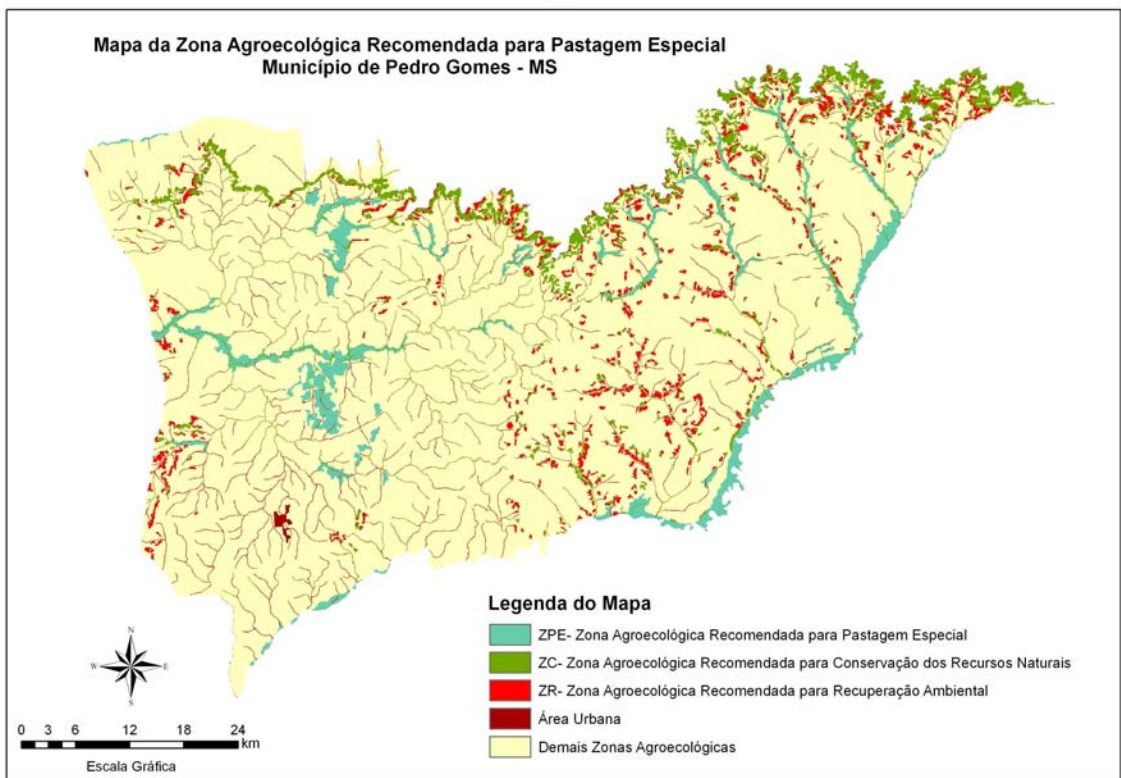 Mapa da Zona Agroecológica Recomendada para Pastagem Especial
Município de Pedro Gomes - MS
Legenda do Mapa
ZPE- Zona Agroecológica Recomendada para Pastagem Especial
ZC- Zona Agroecológica Recomendada para Conservação dos Recursos Naturais
ZR- Zona Agroecológica Recomendada para Recuperação Ambiental
Área Urbana
Demais Zonas Agroecológicas
N
W E
S
0 3 6 12 18 24
km
Escala Gráfica